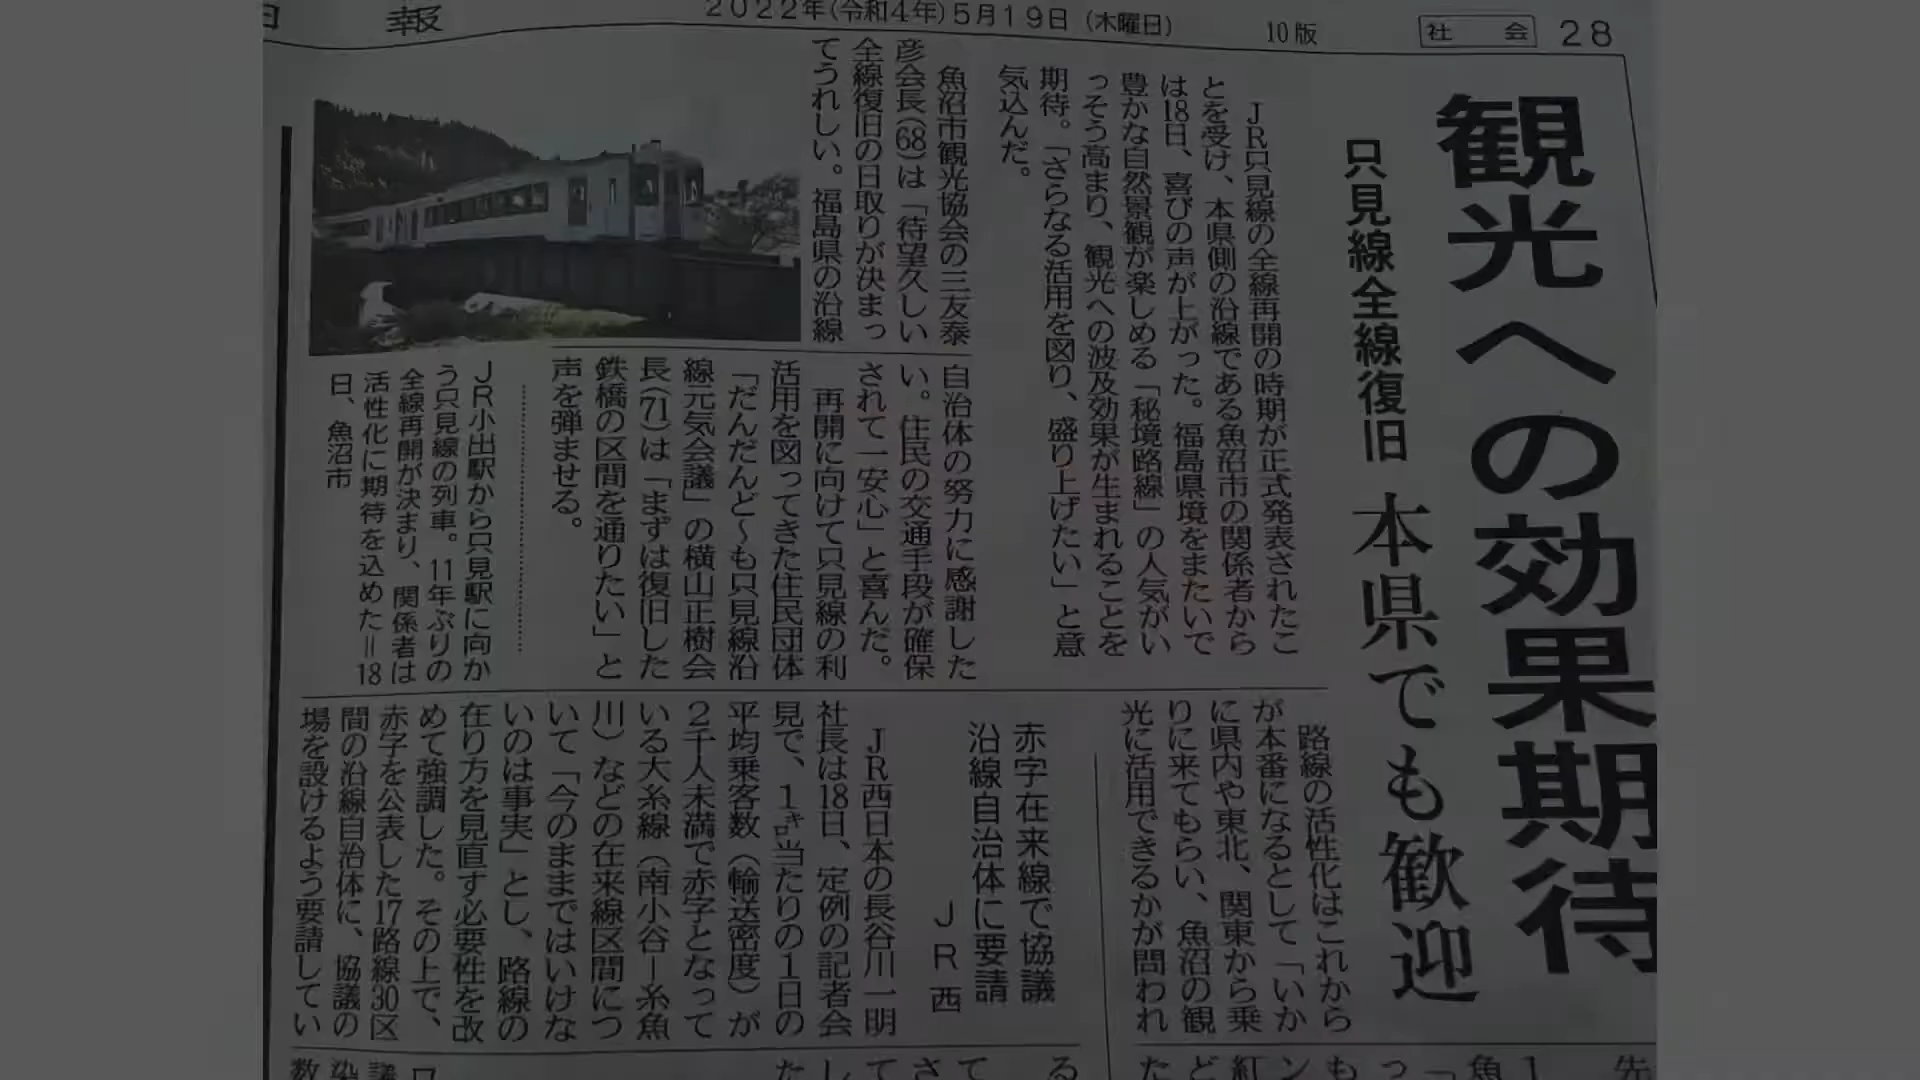 日報
2022年(令和4年)5月19日(木曜日)
10版
社会
28
観光への効果期待
只見線全線復旧 本県でも歓迎
JR只見線の全線再開の時期が正式発表されたこ
とを受け、本県側の沿線である魚沼市の関係者から
は18日、喜びの声が上がった。福島県境をまたいで
豊かな自然景観が楽しめる「秘境路線」の人気がい
っそう高まり、観光への波及効果が生まれることを
期待。「さらなる活用を図り、盛り上げたい」と意
気込んだ。
魚沼市観光協会の三友泰
彦会長(68)は「待望久しい
全線復旧の日取りが決まっ
てうれしい。福島県の沿線
自治体の努力に感謝した
い。住民の交通手段が確保
されて一安心」と喜んだ。
再開に向けて只見線の利
活用を図ってきた住民団体
「だんだんど〜も只見線沿
線元気会議」の横山正樹会
長(71)は「まずは復旧した
鉄橋の区間を通りたい」と
声を弾ませる。
JR小出駅から只見駅に向か
う只見線の列車。11年ぶりの
全線再開が決まり、関係者は
活性化に期待を込めた=18
日、魚沼市
路線の活性化はこれから
が本番になるとして「いか
に県内や東北、関東から乗
りに来てもらい、魚沼の観
光に活用できるかが問われ
赤字在来線で協議
沿線自治体に要請
JR西
JR西日本の長谷川一明
社長は18日、定例の記者会
見で、1㌔当たりの1日の
平均乗客数(輸送密度)が
2千人未満で赤字となって
いる大糸線(南小谷―糸魚
川)などの在来線区間につ
いて「今のままではいけな
いのは事実」とし、路線の
在り方を見直す必要性を改
めて強調した。その上で、
赤字を公表した17路線30区
間の沿線自治体に、協議の
場を設けるよう要請してい